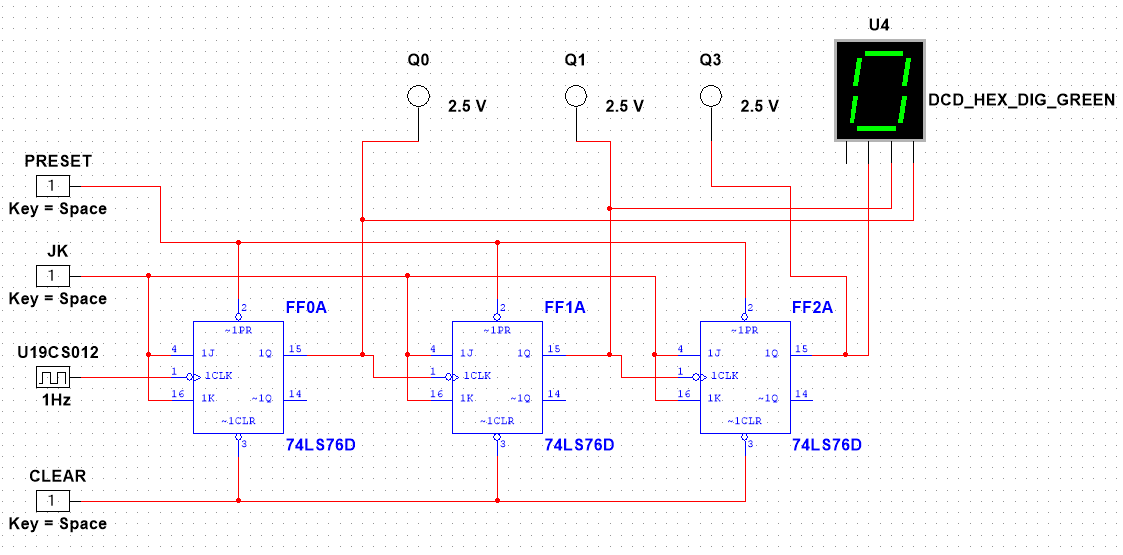 U4
Q0
Q1
Q3
2.5 V
2.5 V
2.5 V
DCD_HEX_DIG_GREEN
PRESET
1
Key = Space
JK
1
Key = Space
FF0A
FF1A
FF2A
2
2
2
~1PR
~1PR
~1PR
U19CS012
4
1J
1Q
15
4
1J
1Q
15
4
1J
1Q
15
1
1CLK
1
1CLK
1
1CLK
1Hz
16
1K
~1Q
14
16
1K
~1Q
14
16
1K
~1Q
14
~1CLR
~1CLR
~1CLR
3
74LS76D
3
74LS76D
3
74LS76D
CLEAR
1
Key = Space
0